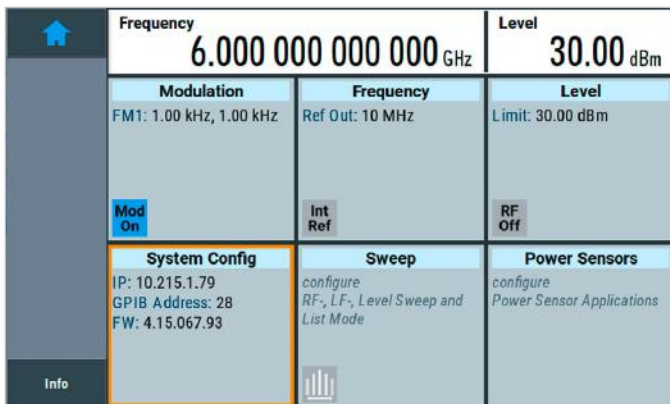 Frequency
6.000 000 000 000 GHz
Level
30.00 dBm
Modulation
FM1: 1.00 kHz, 1.00 kHz
Mod
On
Frequency
Ref Out: 10 MHz
Int
Ref
Level
Limit: 30.00 dBm
RF
Off
System Config
IP: 10.215.1.79
GPIB Address: 28
FW: 4.15.067.93
Sweep
configure
RF-, LF-, Level Sweep and
List Mode
Power Sensors
configure
Power Sensor Applications
Info